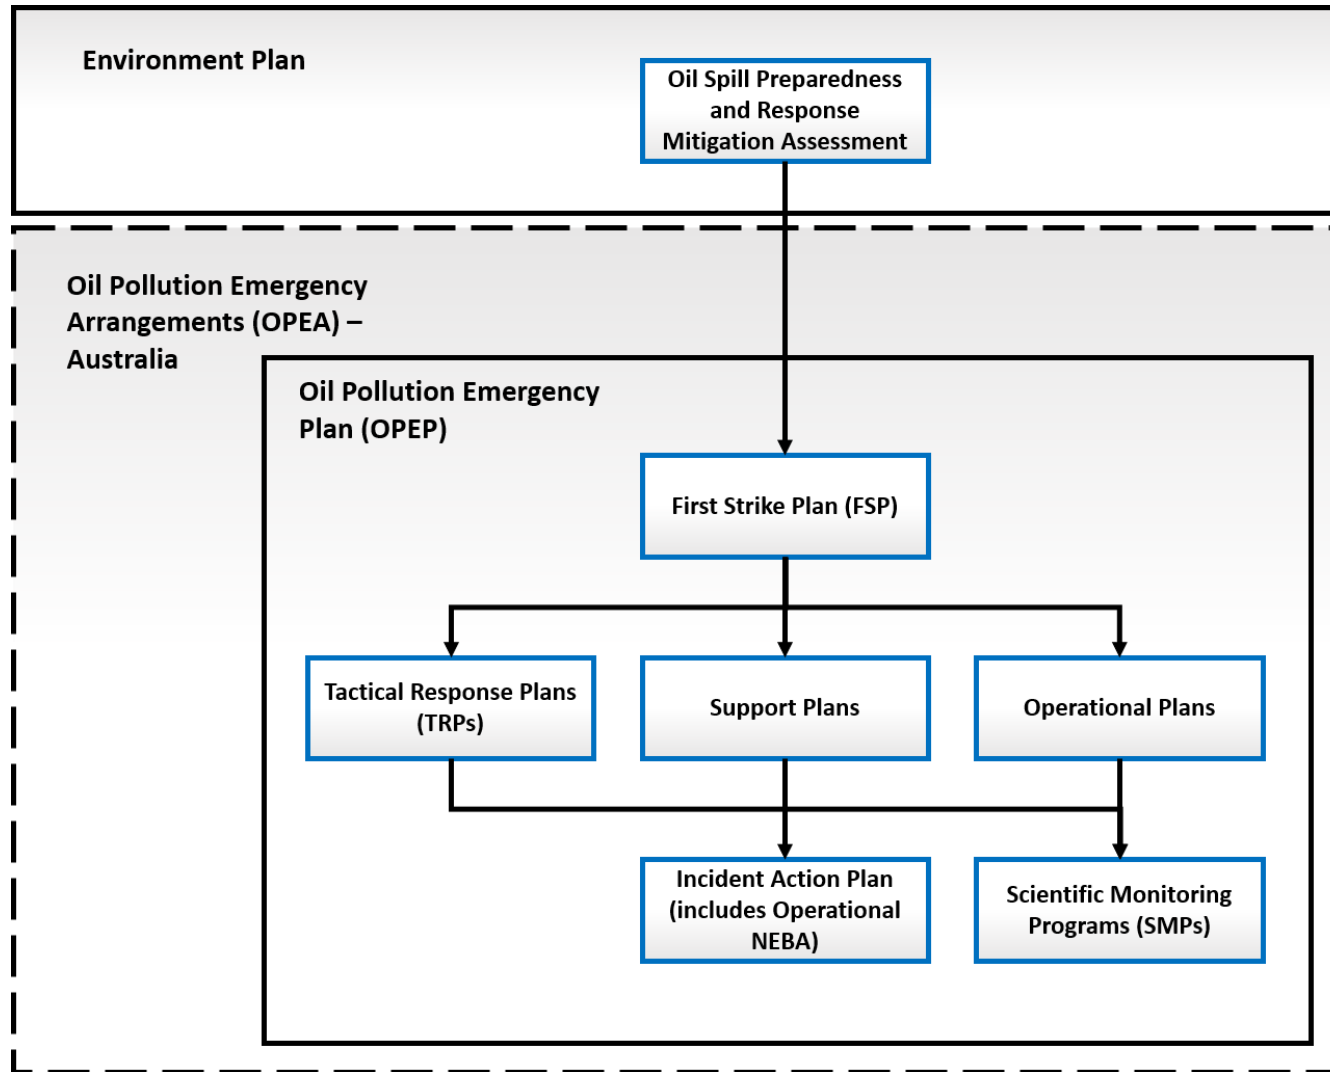 Environment Plan
Oil Spill Preparedness
and Response
Mitigation Assessment
Oil Pollution Emergency
Arrangements (OPEA) –
Australia
Oil Pollution Emergency
Plan (OPEP)
First Strike Plan (FSP)
Tactical Response Plans
(TRPs)
Support Plans
Operational Plans
Incident Action Plan
(includes Operational
NEBA)
Scientific Monitoring
Programs (SMPs)